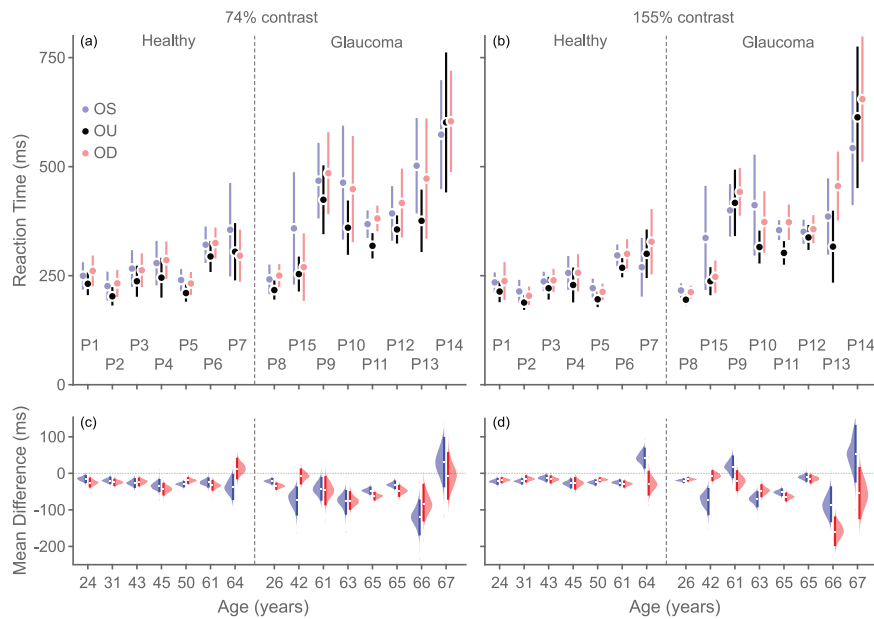 74% contrast
155% contrast
(a)
Healthy
Glaucoma
(b)
Healthy
Glaucoma
750
500
250
0
Reaction Time (ms)
OS
OU
OD
P1 P3 P5 P7 P15 P10 P12 P14
P2 P4 P6 P8 P9 P11 P13
P1 P3 P5 P7 P15 P10 P12 P14
P2 P4 P6 P8 P9 P11 P13
(c)
(d)
100
0
-100
-200
Mean Difference (ms)
24 31 43 45 50 61 64 26 42 61 63 65 65 66 67
24 31 43 45 50 61 64 26 42 61 63 65 65 66 67
Age (years)
Age (years)